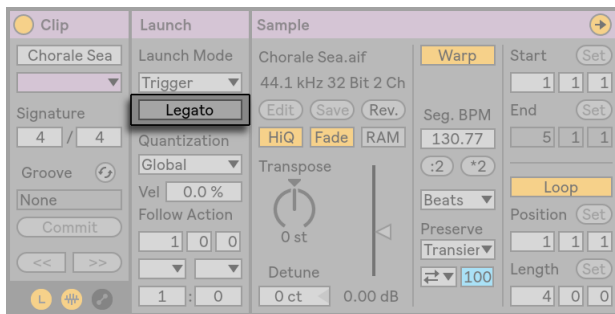 Clip
Chorale Sea
Signature
4 / 4
Groove
None
Commit
<< >>
L
Launch
Launch Mode
Trigger
Legato
Quantization
Global
Vel 0.0 %
Follow Action
1 0 0
1 : 0
Sample
Chorale Sea.aif
44.1 kHz 32 Bit 2 Ch
Edit Save Rev.
HiQ Fade RAM
Transpose
0 st
Detune
0 ct 0.00 dB
Warp
Seg. BPM
130.77
:2 *2
Beats
Preserve
Transier
100
Start Set
1 1 1
End Set
5 1 1
Loop
Position Set
1 1 1
Length Set
4 0 0